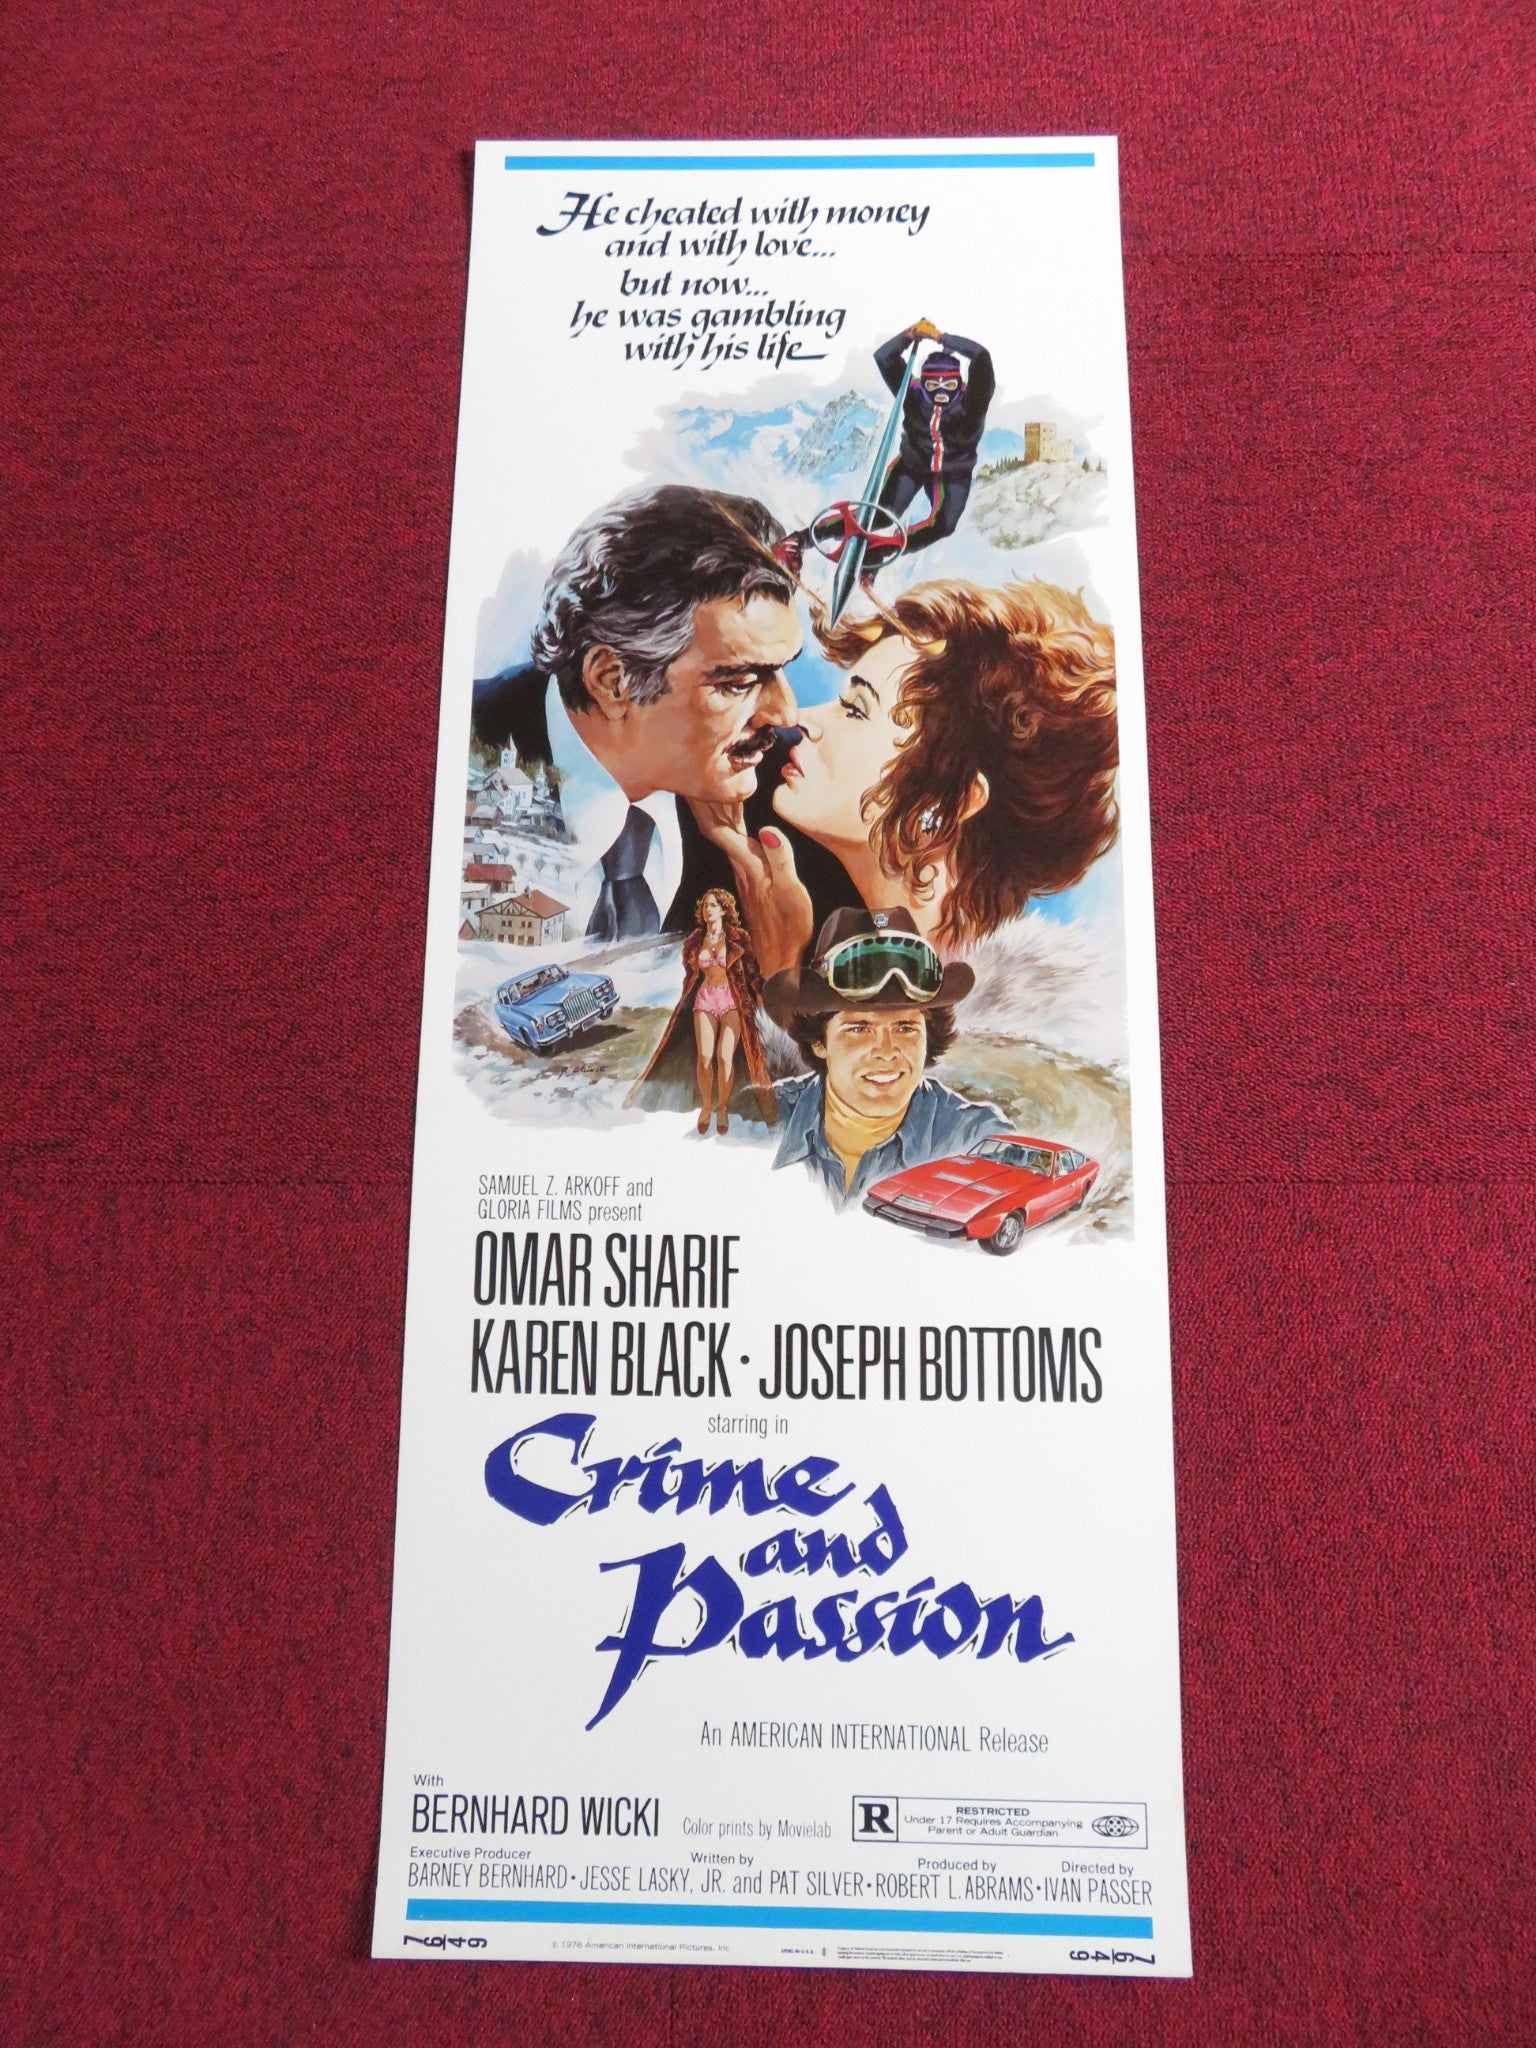 He cheated with money
and with love...
but now...
he was gambling
with his life
SAMUEL Z. ARKOFF and
GLORIA FILMS present
OMAR SHARIF
KAREN BLACK • JOSEPH BOTTOMS
starring in
Crime
and
Passion
An AMERICAN INTERNATIONAL Release
With
BERNHARD WICKI
Color prints by Movielab
R
RESTRICTED
Under 17 Requires Accompanying
Parent or Adult Guardian
Executive Producer
BARNEY BERNHARD •
Written by
JESSE LASKY, JR. and PAT SILVER •
Produced by
ROBERT L. ABRAMS •
Directed by
IVAN PASSER
76/49
© 1976 American International Pictures, Inc.
76/49